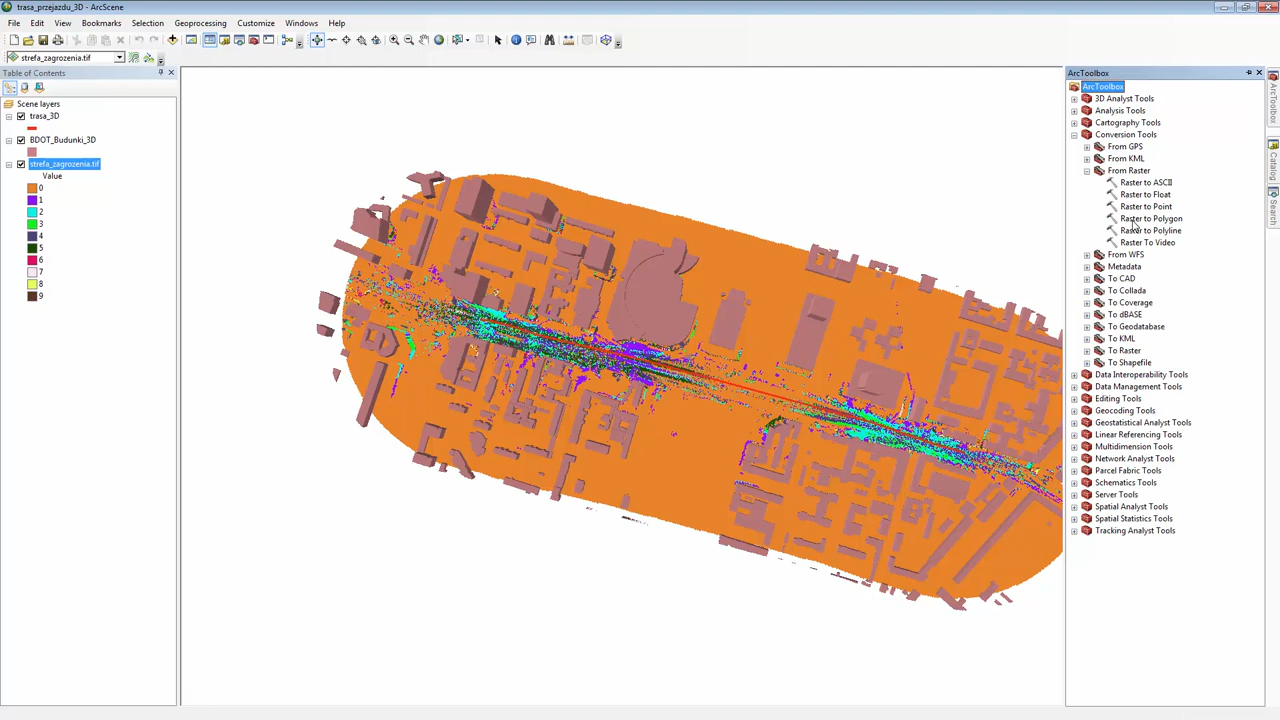 trasa_przejazdu_3D - ArcScene
File Edit View Bookmarks Selection Geoprocessing Customize Windows Help
strefa_zagrozenia.tif
Table of Contents
Scene layers
trasa_3D
BDOT_Budunki_3D
strefa_zagrozenia.tif
Value
0
1
2
3
4
5
6
7
8
9
ArcToolbox
ArcToolbox
3D Analyst Tools
Analysis Tools
Cartography Tools
Conversion Tools
From GPS
From KML
From Raster
Raster to ASCII
Raster to Float
Raster to Point
Raster to Polygon
Raster to Polyline
Raster To Video
From WFS
Metadata
To CAD
To Collada
To Coverage
To dBASE
To Geodatabase
To KML
To Raster
To Shapefile
Data Interoperability Tools
Data Management Tools
Editing Tools
Geocoding Tools
Geostatistical Analyst Tools
Linear Referencing Tools
Multidimension Tools
Network Analyst Tools
Parcel Fabric Tools
Schematics Tools
Server Tools
Spatial Analyst Tools
Spatial Statistics Tools
Tracking Analyst Tools
ArcToolbox
Catalog
Search